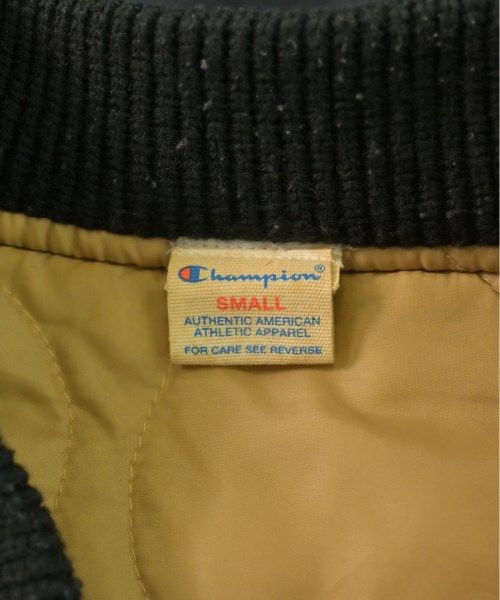 Champion®
SMALL
AUTHENTIC AMERICAN
ATHLETIC APPAREL
FOR CARE SEE REVERSE